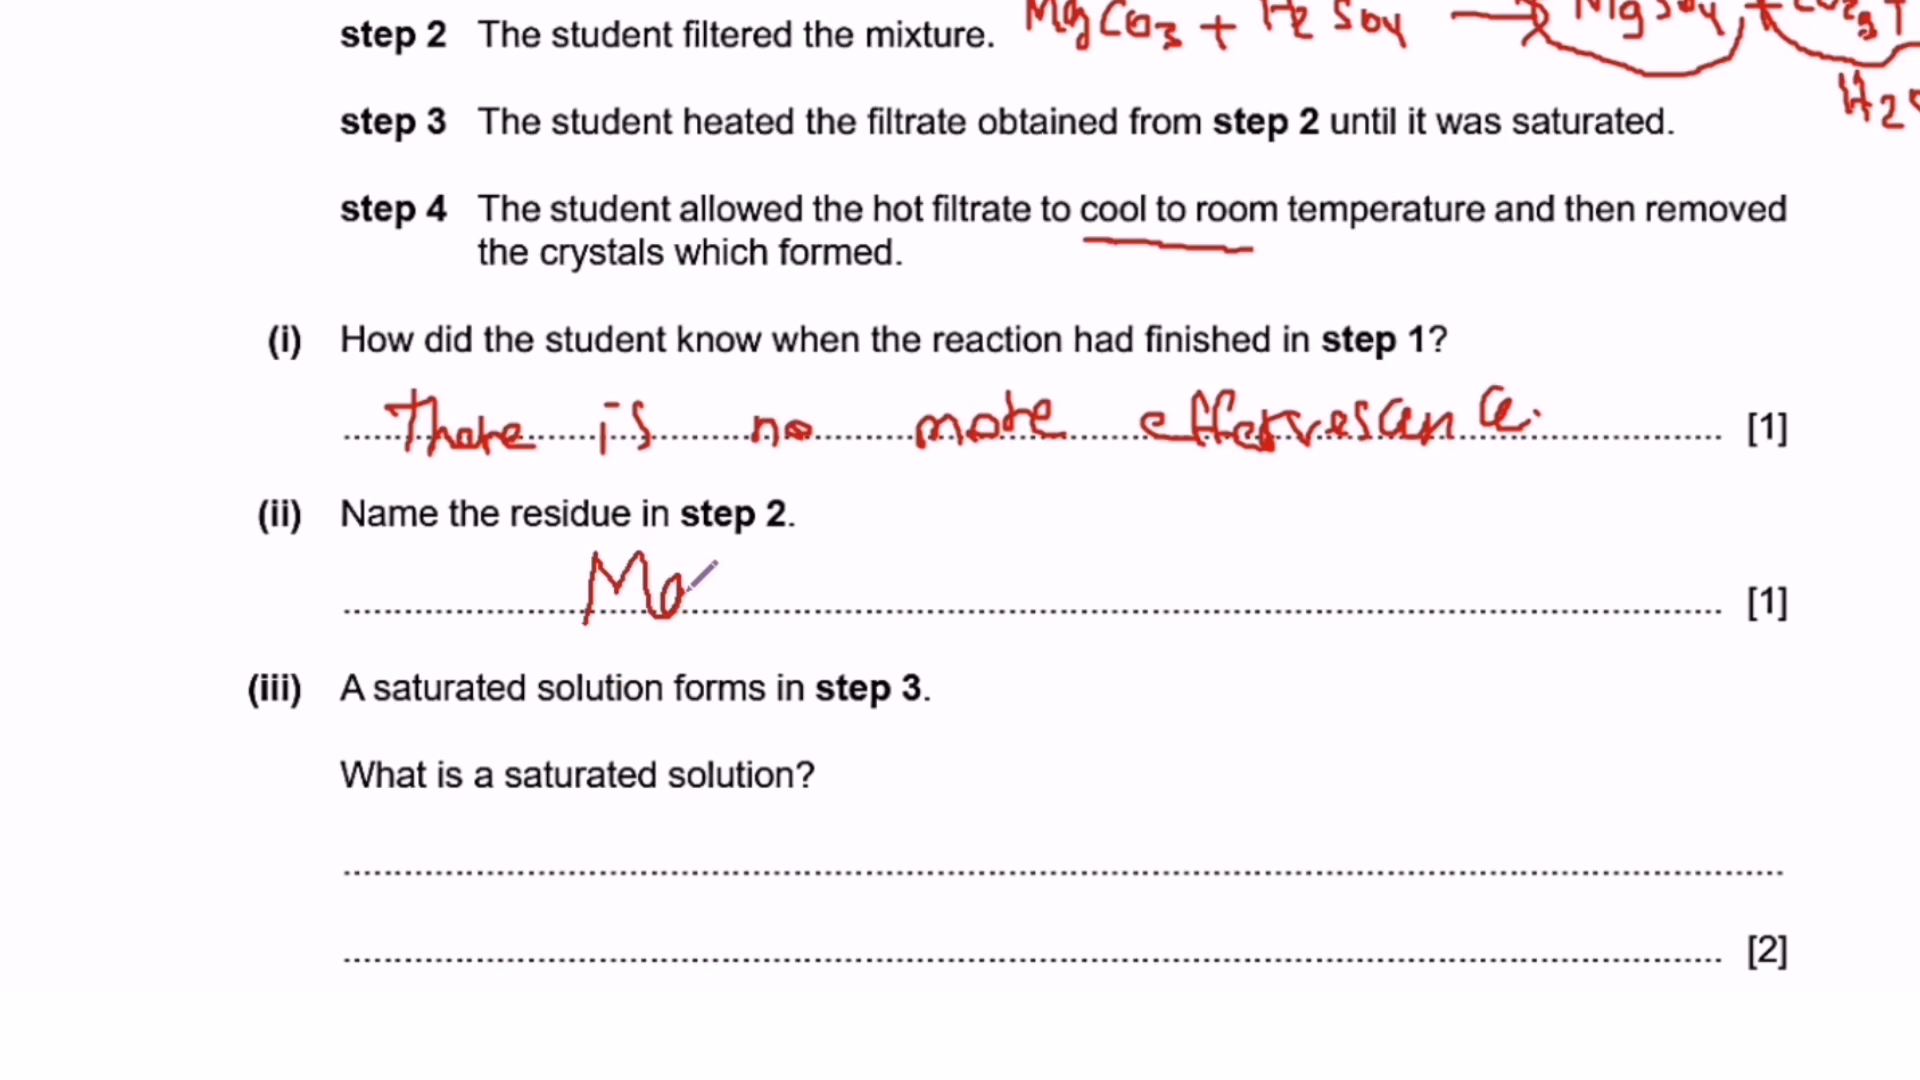 step 2 The student filtered the mixture. MgCO3 + H2SO4 → MgSO4 + CO2g↑
H2
step 3 The student heated the filtrate obtained from step 2 until it was saturated.
step 4 The student allowed the hot filtrate to cool to room temperature and then removed
the crystals which formed.
(i) How did the student know when the reaction had finished in step 1?
There is no more effervescence. [1]
(ii) Name the residue in step 2.
Ma [1]
(iii) A saturated solution forms in step 3.
What is a saturated solution?
[2]